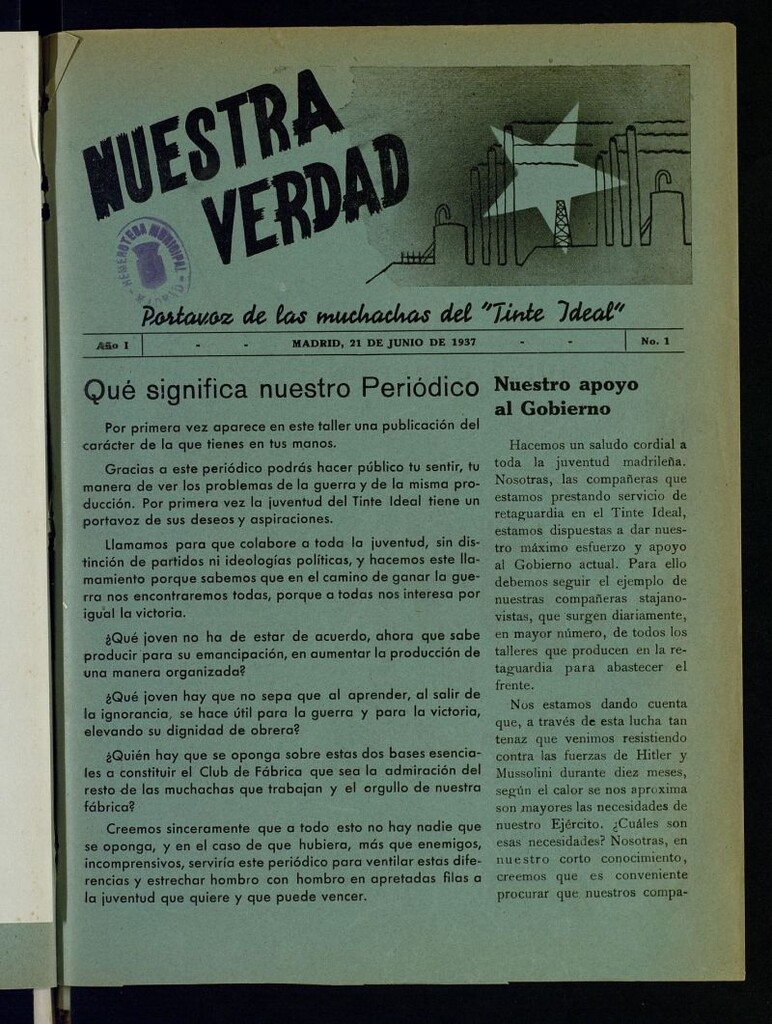 NUESTRA
VERDAD
HEMEROTECA MUNICIPAL
Portavoz de las muchachas del "Tinte Ideal"
Año I - - MADRID, 21 DE JUNIO DE 1937 - - No. 1
Qué significa nuestro Periódico
Por primera vez aparece en este taller una publicación del
carácter de la que tienes en tus manos.
Gracias a este periódico podrás hacer público tu sentir, tu
manera de ver los problemas de la guerra y de la misma pro-
ducción. Por primera vez la juventud del Tinte Ideal tiene un
portavoz de sus deseos y aspiraciones.
Llamamos para que colabore a toda la juventud, sin dis-
tinción de partidos ni ideologías políticas, y hacemos este lla-
mamiento porque sabemos que en el camino de ganar la gue-
rra nos encontraremos todas, porque a todas nos interesa por
igual la victoria.
¿Qué joven no ha de estar de acuerdo, ahora que sabe
producir para su emancipación, en aumentar la producción de
una manera organizada?
¿Qué joven hay que no sepa que al aprender, al salir de
la ignorancia, se hace útil para la guerra y para la victoria,
elevando su dignidad de obrera?
¿Quién hay que se oponga sobre estas dos bases esencia-
les a constituir el Club de Fábrica que sea la admiración del
resto de las muchachas que trabajan y el orgullo de nuestra
fábrica?
Creemos sinceramente que a todo esto no hay nadie que
se oponga, y en el caso de que hubiera, más que enemigos,
incomprensivos, serviría este periódico para ventilar estas dife-
rencias y estrechar hombro con hombro en apretadas filas a
la juventud que quiere y que puede vencer.
Nuestro apoyo
al Gobierno
Hacemos un saludo cordial a
toda la juventud madrileña.
Nosotras, las compañeras que
estamos prestando servicio de
retaguardia en el Tinte Ideal,
estamos dispuestas a dar nues-
tro máximo esfuerzo y apoyo
al Gobierno actual. Para ello
debemos seguir el ejemplo de
nuestras compañeras stajano-
vistas, que surgen diariamente,
en mayor número, de todos los
talleres que producen en la re-
taguardia para abastecer el
frente.
Nos estamos dando cuenta
que, a través de esta lucha tan
tenaz que venimos resistiendo
contra las fuerzas de Hitler y
Mussolini durante diez meses,
según el calor se nos aproxima
son mayores las necesidades de
nuestro Ejército. ¿Cuáles son
esas necesidades? Nosotras, en
nuestro corto conocimiento,
creemos que es conveniente
procurar que nuestros compa-